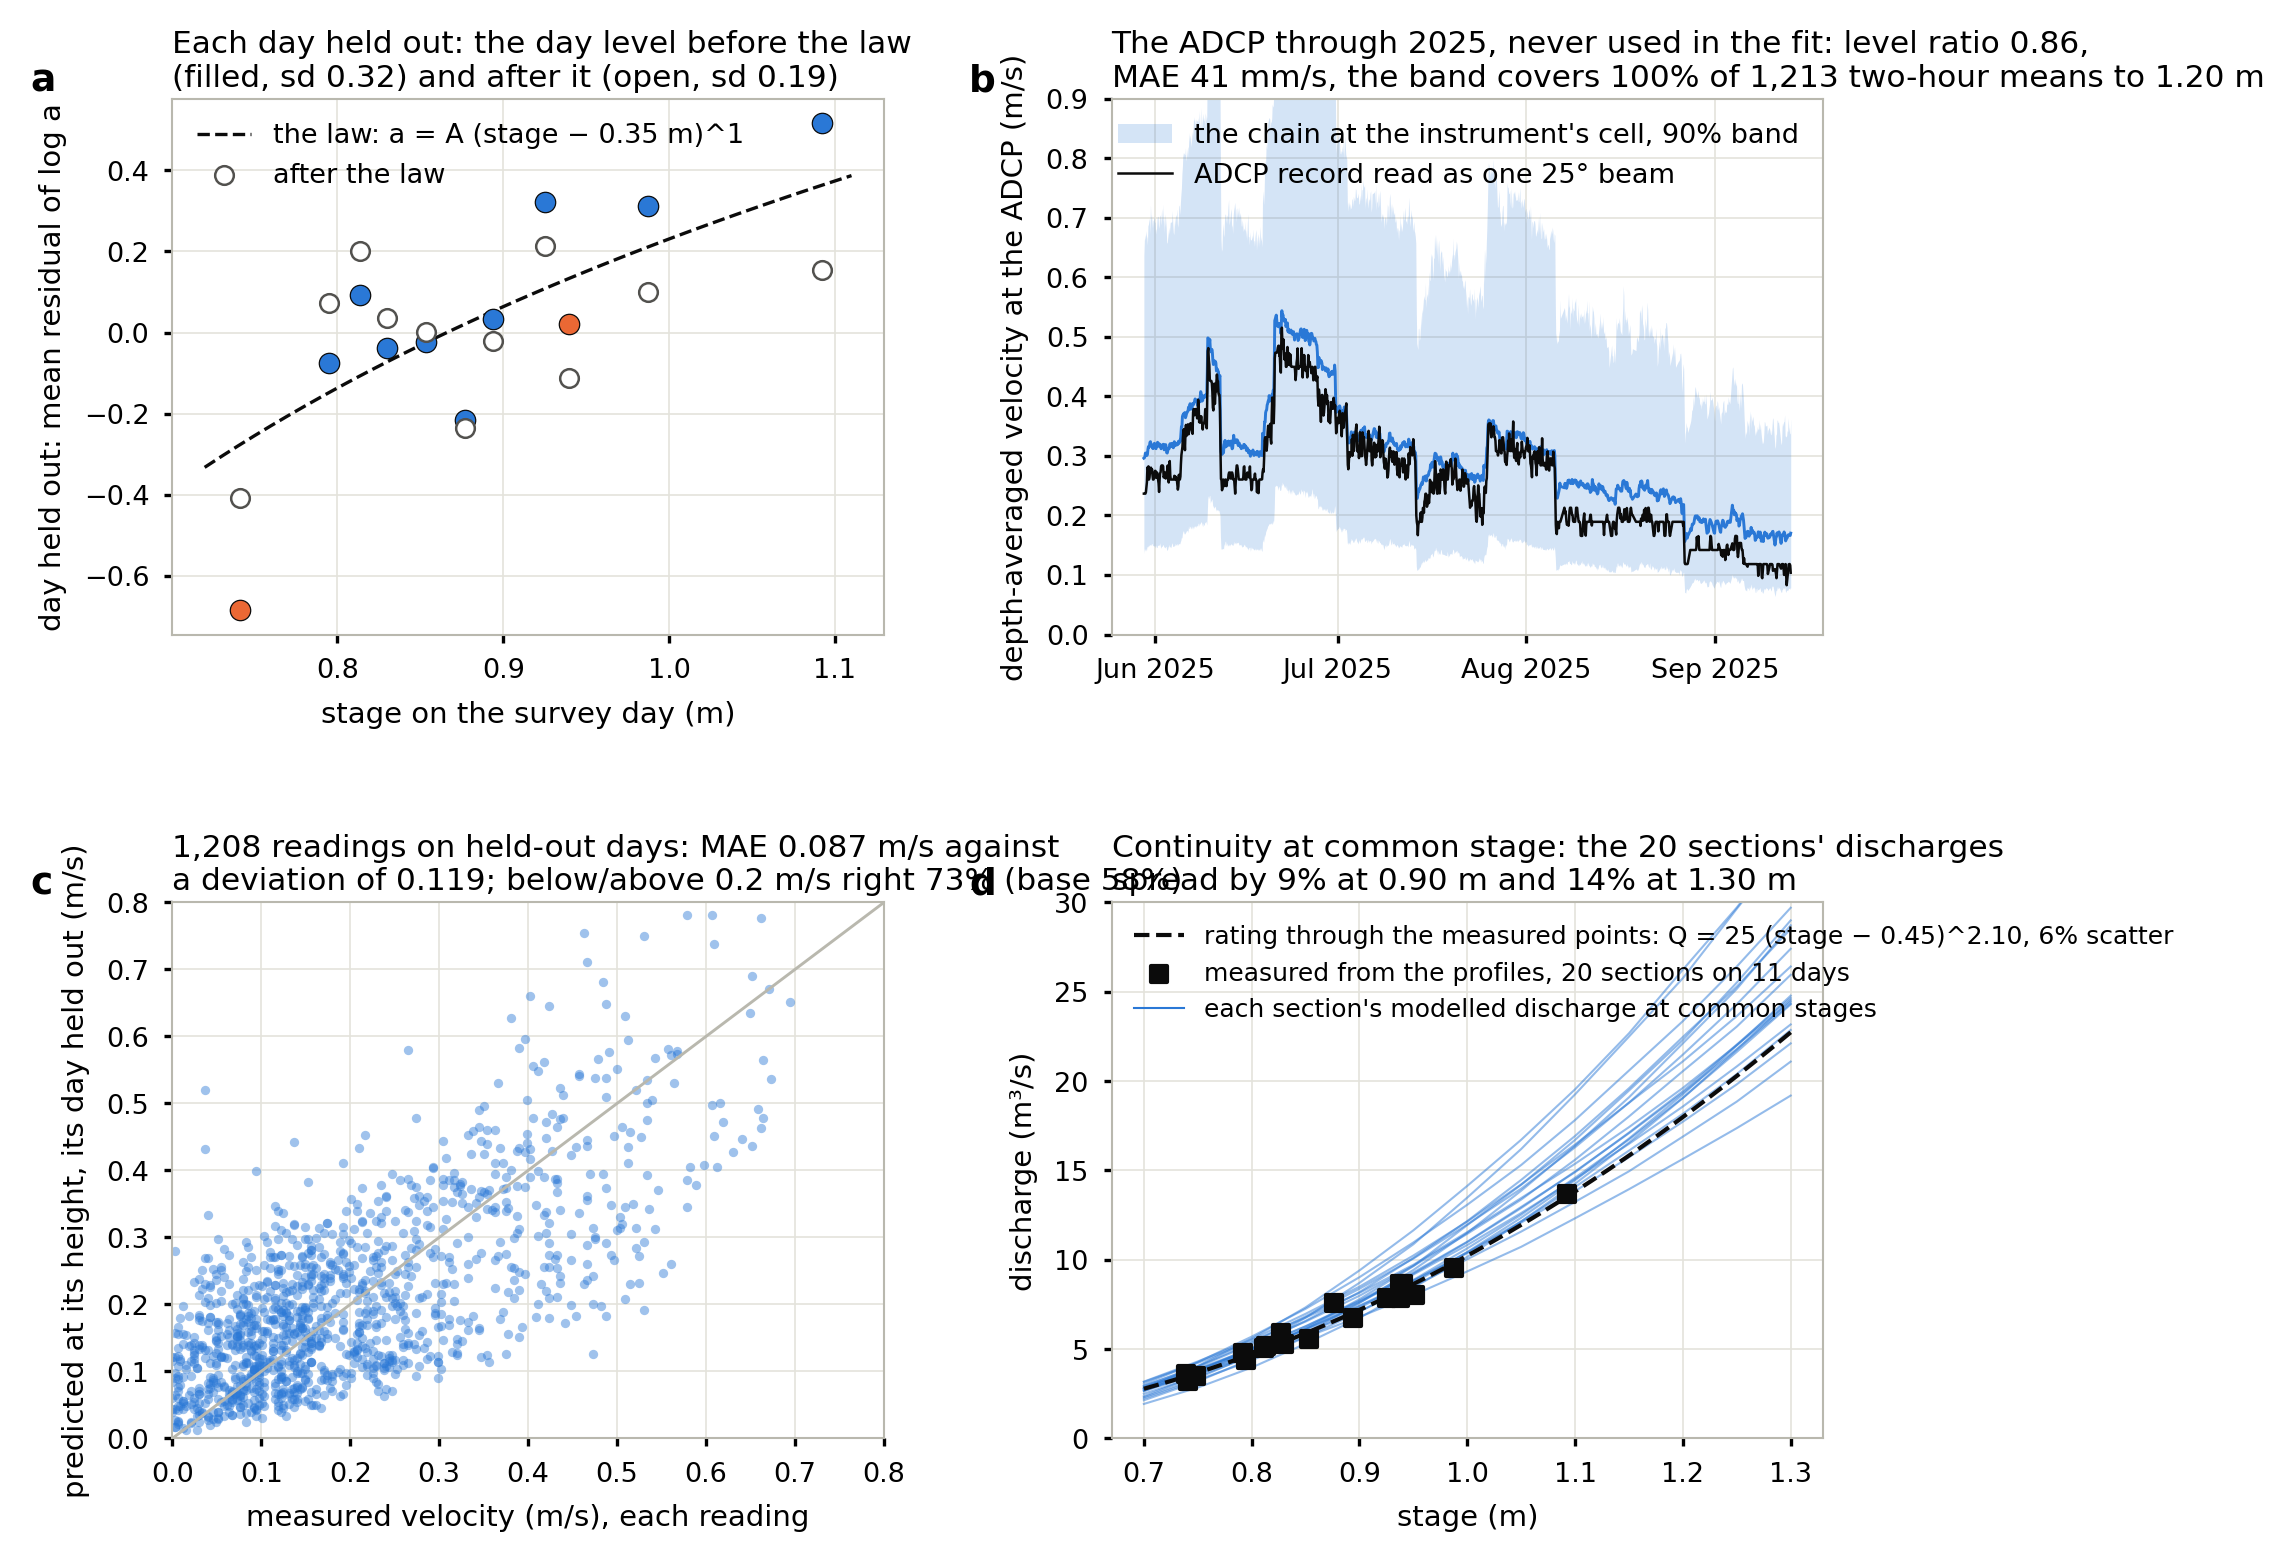 a
Each day held out: the day level before the law
(filled, sd 0.32) and after it (open, sd 0.19)
day held out: mean residual of log a
the law: a = A (stage − 0.35 m)^1
after the law
0.4
0.2
0.0
−0.2
−0.4
−0.6
0.8 0.9 1.0 1.1
stage on the survey day (m)
b
The ADCP through 2025, never used in the fit: level ratio 0.86,
MAE 41 mm/s, the band covers 100% of 1,213 two-hour means to 1.20 m
depth-averaged velocity at the ADCP (m/s)
the chain at the instrument's cell, 90% band
ADCP record read as one 25° beam
0.9
0.8
0.7
0.6
0.5
0.4
0.3
0.2
0.1
0.0
Jun 2025 Jul 2025 Aug 2025 Sep 2025
c
1,208 readings on held-out days: MAE 0.087 m/s against
a deviation of 0.119; below/above 0.2 m/s right 73% (base 58%)
predicted at its height, its day held out (m/s)
0.8
0.7
0.6
0.5
0.4
0.3
0.2
0.1
0.0
0.0 0.1 0.2 0.3 0.4 0.5 0.6 0.7 0.8
measured velocity (m/s), each reading
d
Continuity at common stage: the 20 sections' discharges
spread by 9% at 0.90 m and 14% at 1.30 m
discharge (m³/s)
rating through the measured points: Q = 25 (stage − 0.45)^2.10, 6% scatter
measured from the profiles, 20 sections on 11 days
each section's modelled discharge at common stages
30
25
20
15
10
5
0
0.7 0.8 0.9 1.0 1.1 1.2 1.3
stage (m)